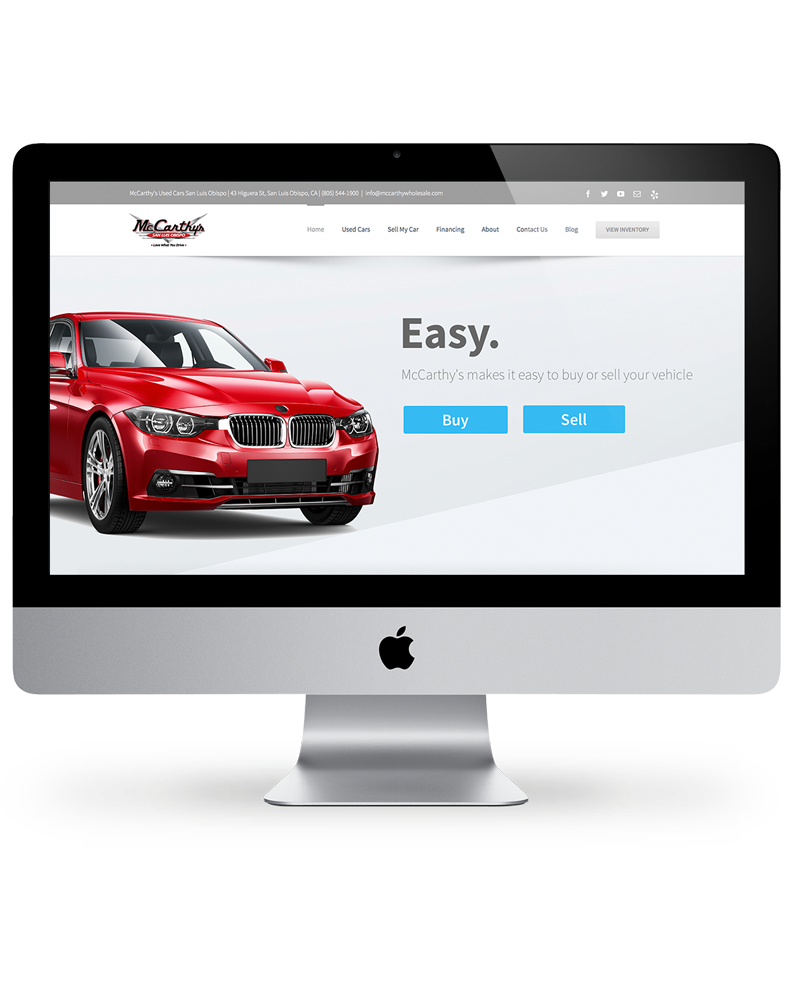 McCarthy's Used Cars San Luis Obispo | 43 Higuera St, San Luis Obispo, CA | (805) 544-1900 | info@mccarthywholesale.com
McCarthy's
SAN LUIS OBISPO
• Love What You Drive •
Home Used Cars Sell My Car Financing About Contact Us Blog VIEW INVENTORY
Easy.
McCarthy's makes it easy to buy or sell your vehicle
Buy Sell